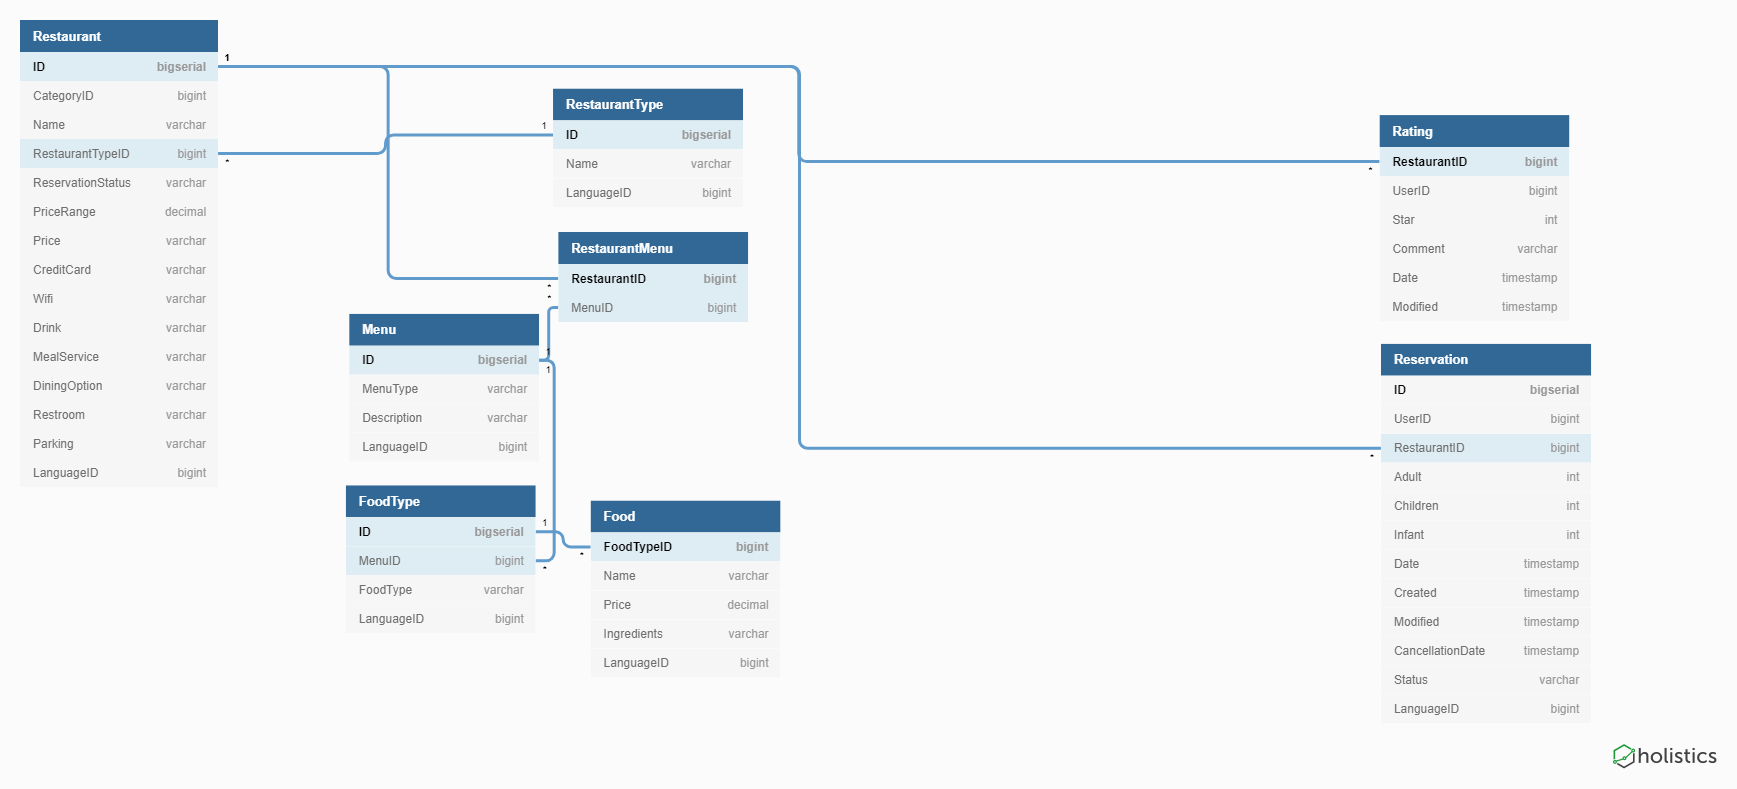 Restaurant
ID bigserial
CategoryID bigint
Name varchar
RestaurantTypeID bigint
ReservationStatus varchar
PriceRange decimal
Price varchar
CreditCard varchar
Wifi varchar
Drink varchar
MealService varchar
DiningOption varchar
Restroom varchar
Parking varchar
LanguageID bigint
1
*
RestaurantType
1
ID bigserial
Name varchar
LanguageID bigint
RestaurantMenu
RestaurantID bigint
*
*
MenuID bigint
Menu
ID bigserial
1
1
MenuType varchar
Description varchar
LanguageID bigint
FoodType
ID bigserial
1
MenuID bigint
*
FoodType varchar
LanguageID bigint
Food
FoodTypeID bigint
*
Name varchar
Price decimal
Ingredients varchar
LanguageID bigint
Rating
RestaurantID bigint
*
UserID bigint
Star int
Comment varchar
Date timestamp
Modified timestamp
Reservation
ID bigserial
UserID bigint
RestaurantID bigint
*
Adult int
Children int
Infant int
Date timestamp
Created timestamp
Modified timestamp
CancellationDate timestamp
Status varchar
LanguageID bigint
holistics